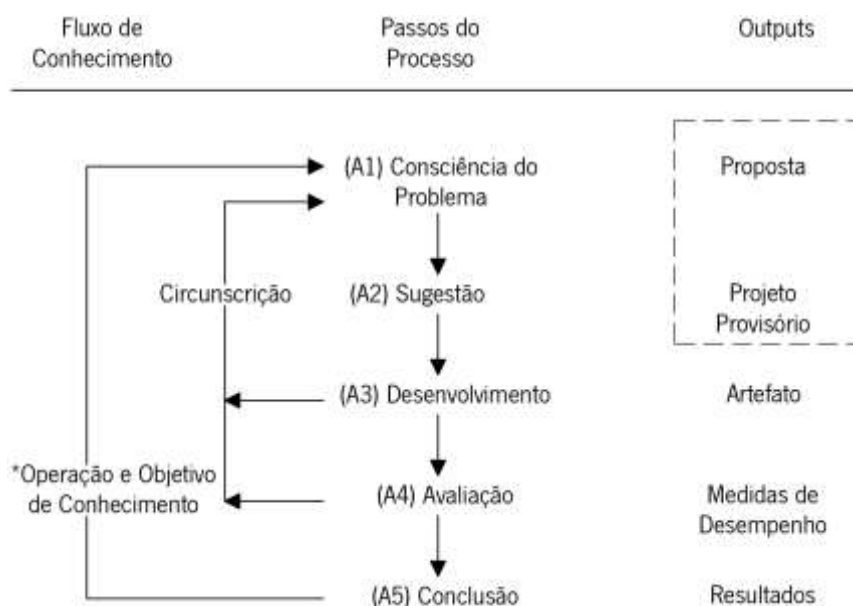 Fluxo de
Conhecimento
Passos do
Processo
Outputs
(A1) Consciência do
Problema
Proposta
Circunscrição
(A2) Sugestão
Projeto
Provisório
(A3) Desenvolvimento
Artefato
*Operação e Objetivo
de Conhecimento
(A4) Avaliação
Medidas de
Desempenho
(A5) Conclusão
Resultados